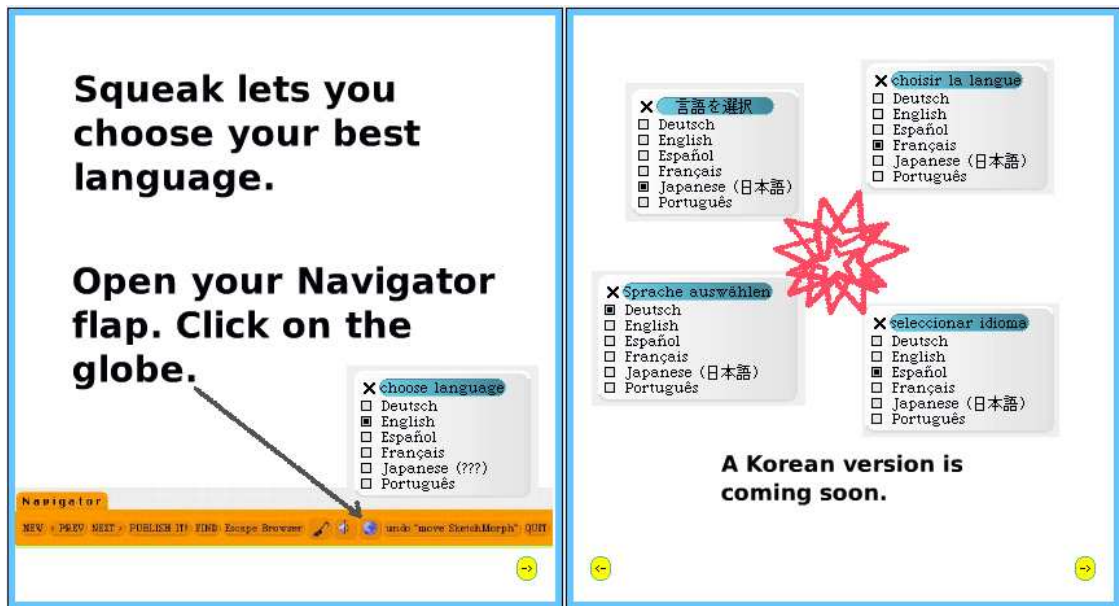 Squeak lets you
choose your best
language.
Open your Navigator
flap. Click on the
globe.
choose language
Deutsch
English
Español
Français
Japanese (???)
Português
Navigator
NEW
PREV
NEXT
PUBLISH IT!
FIND
Escape Browser
undo "move SketchMorph"
QUIT
->
言語を選択
Deutsch
English
Español
Français
Japanese (日本語)
Português
choisir la langue
Deutsch
English
Español
Français
Japanese (日本語)
Português
Sprache auswählen
Deutsch
English
Español
Français
Japanese (日本語)
Português
seleccionar idioma
Deutsch
English
Español
Français
Japanese (日本語)
Português
A Korean version is
coming soon.
<-
->